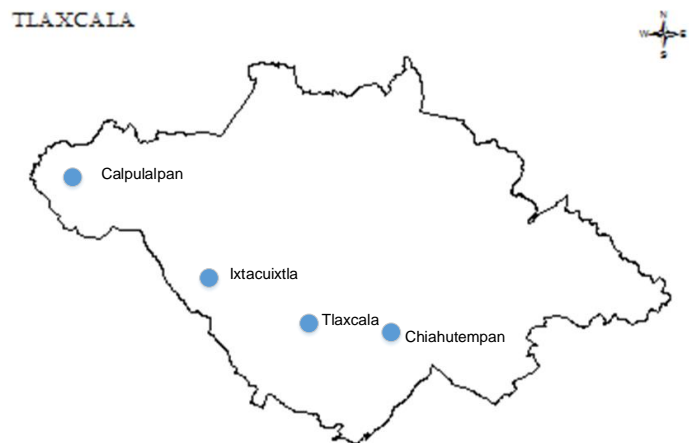 TLAXCALA
N
W E
S
Calpulalpan
Ixtacuixtla
Tlaxcala
Chiahutempan